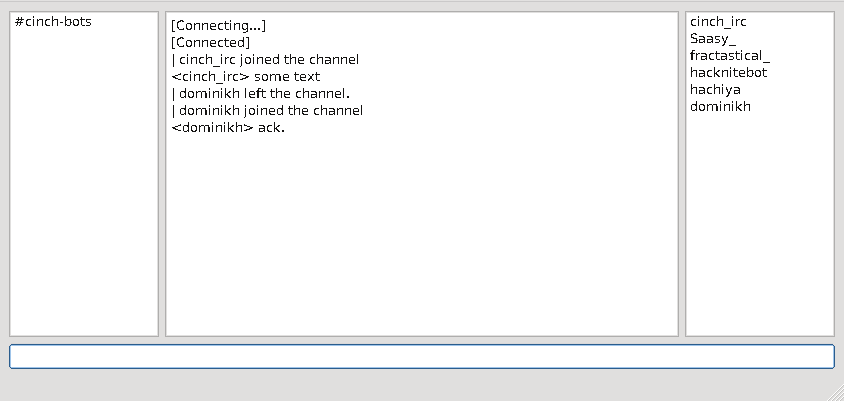 #cinch-bots
[Connecting...]
[Connected]
| cinch_irc joined the channel
<cinch_irc> some text
| dominikh left the channel.
| dominikh joined the channel
<dominikh> ack.
cinch_irc
Saasy_
fractastical_
hacknitebot
hachiya
dominikh